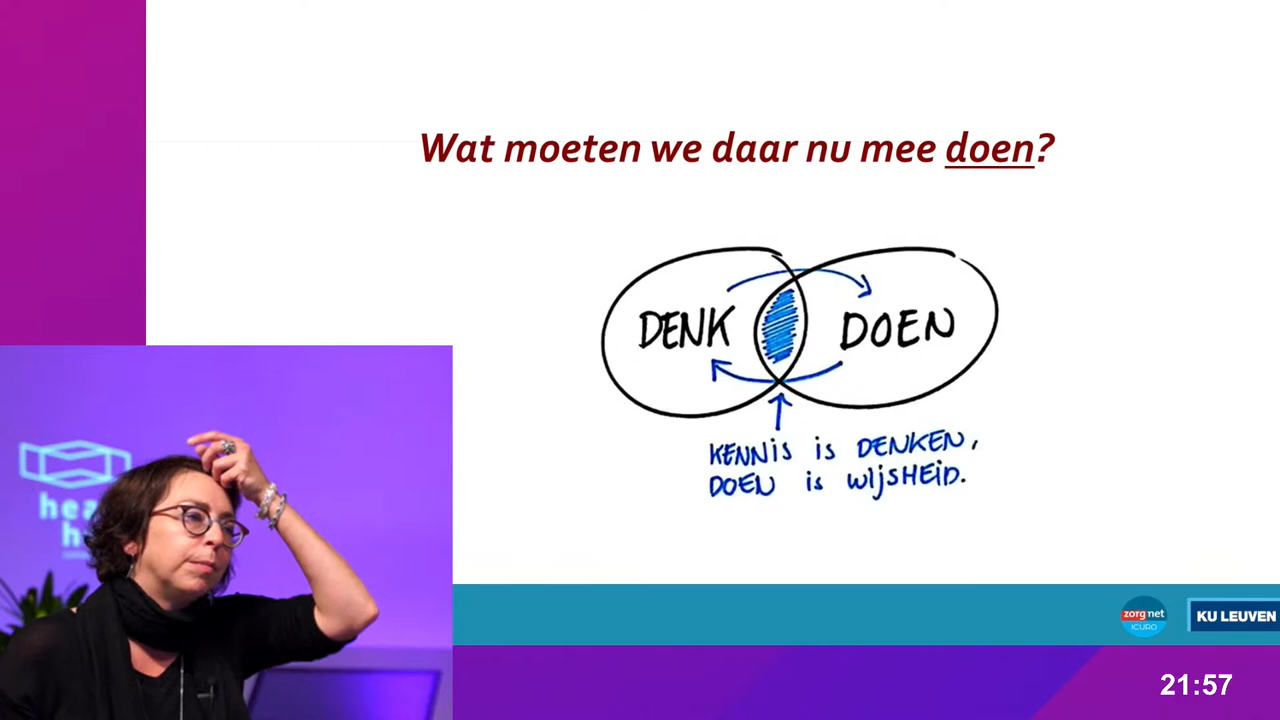 Wat moeten we daar nu mee doen?
DENK
DOEN
KENNIS is DENKEN,
DOEN is WIJSHEID.
zorgnet
ICURO
KU LEUVEN
21:57